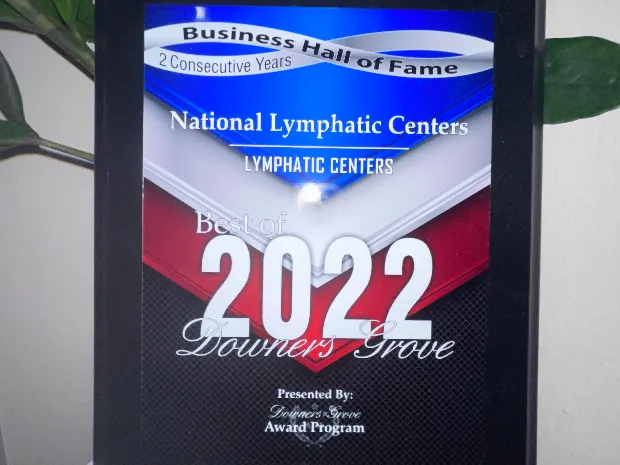 Business Hall of Fame
2 Consecutive Years
National Lymphatic Centers
LYMPHATIC CENTERS
Best of
2022
Downers Grove
Presented By:
Downers Grove
Award Program